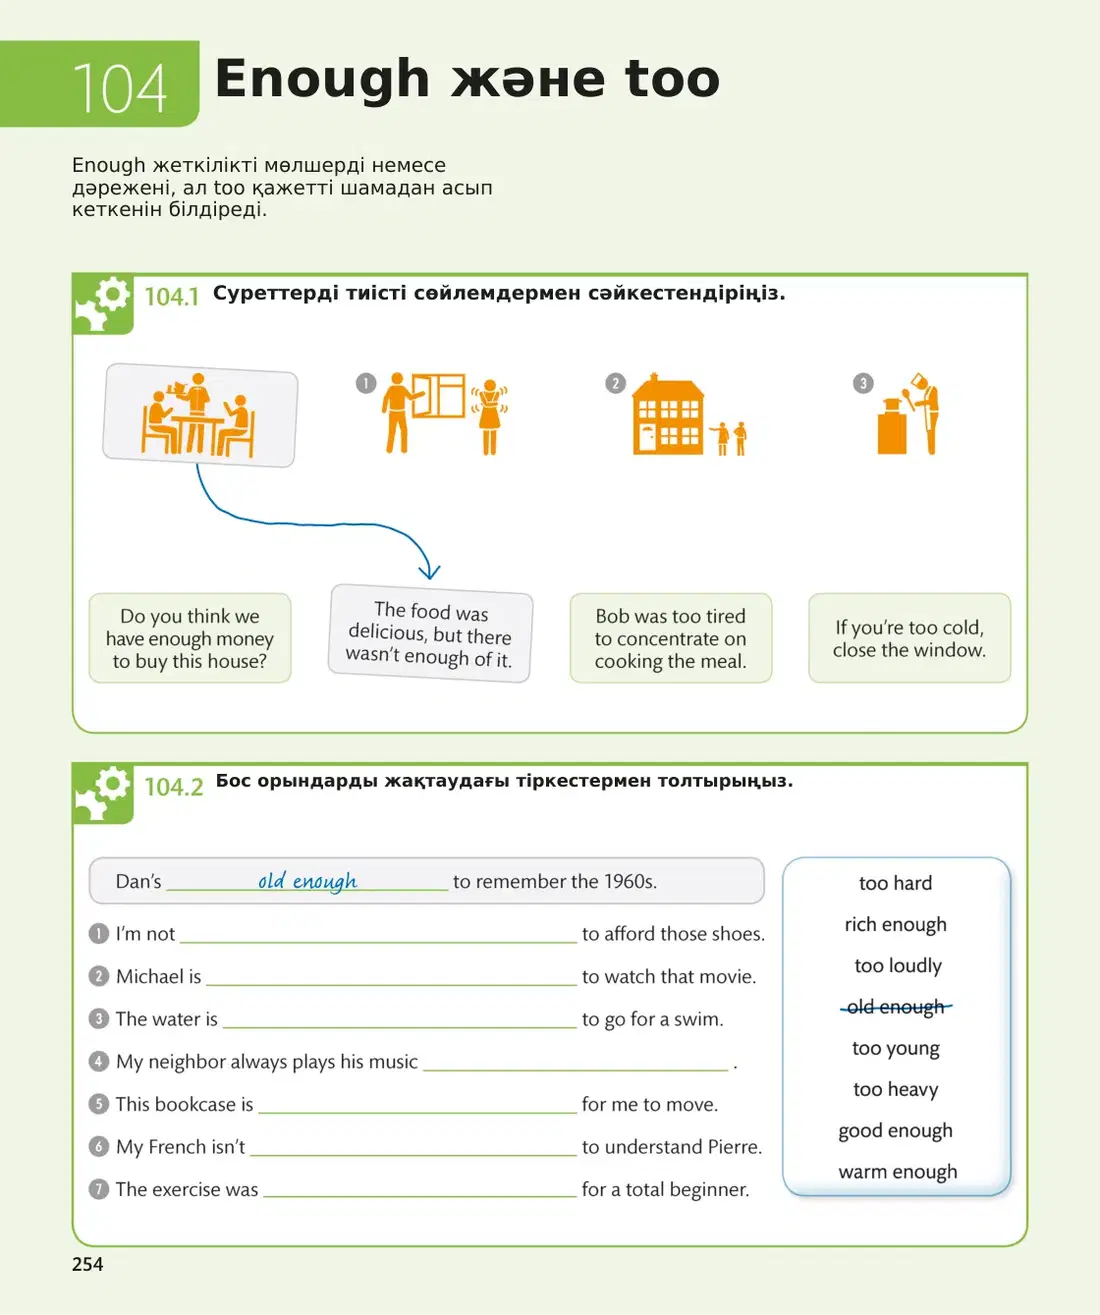 104
Enough және too
Enough жеткілікті мөлшерді немесе
дәрежені, ал too қажетті шамадан асып
кеткенін білдіреді.
104.1 Суреттерді тиісті сөйлемдермен сәйкестендіріңіз.
1
2
3
Do you think we
have enough money
to buy this house?
The food was
delicious, but there
wasn't enough of it.
Bob was too tired
to concentrate on
cooking the meal.
If you're too cold,
close the window.
104.2 Бос орындарды жақтаудағы тіркестермен толтырыңыз.
Dan's old enough to remember the 1960s.
1 I'm not to afford those shoes.
2 Michael is to watch that movie.
3 The water is to go for a swim.
4 My neighbor always plays his music .
5 This bookcase is for me to move.
6 My French isn't to understand Pierre.
7 The exercise was for a total beginner.
too hard
rich enough
too loudly
old enough
too young
too heavy
good enough
warm enough
254